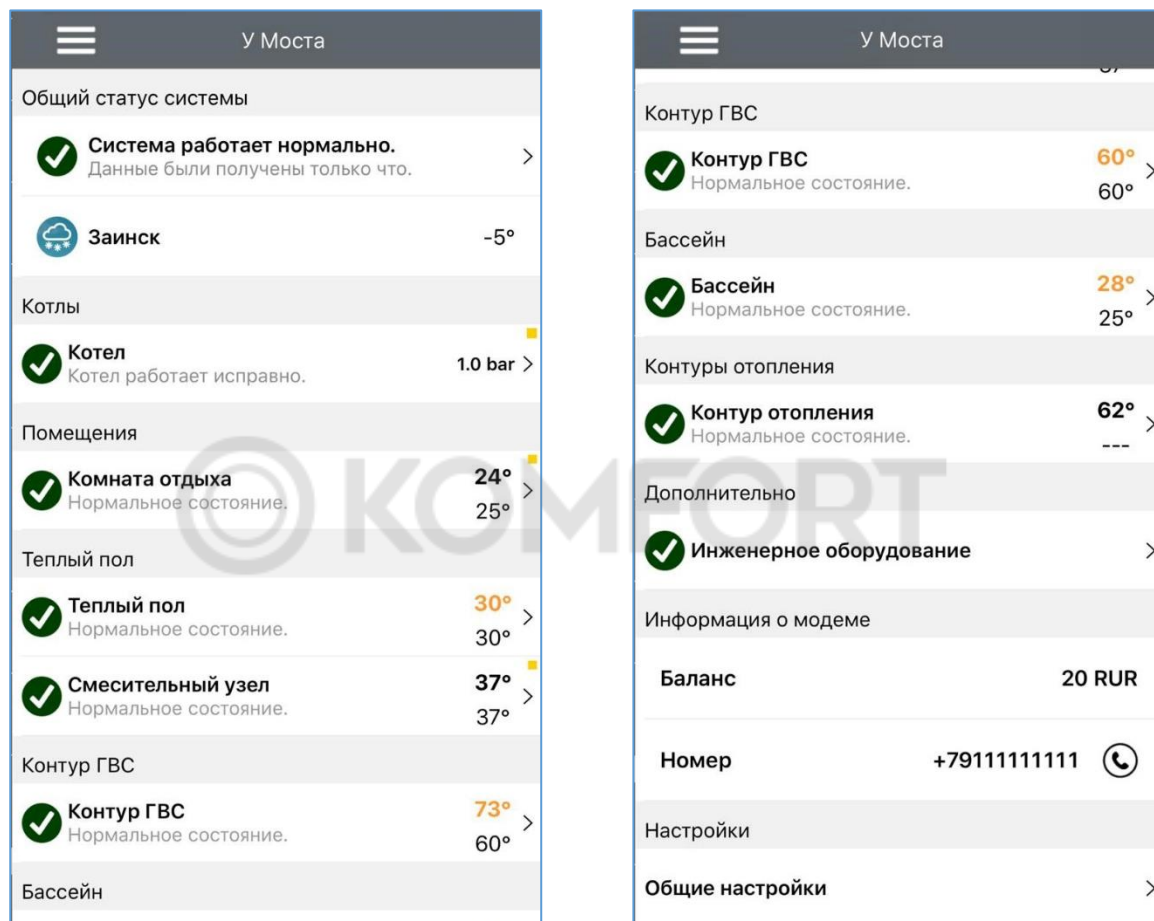 У Моста
Общий статус системы
Система работает нормально.
Данные были получены только что.
Заинск -5°
Котлы
Котел
Котел работает исправно.
1.0 bar
Помещения
Комната отдыха 24°
Нормальное состояние. 25°
Теплый пол
Теплый пол 30°
Нормальное состояние. 30°
Смесительный узел 37°
Нормальное состояние. 37°
Контур ГВС
Контур ГВС 73°
Нормальное состояние. 60°
Бассейн
У Моста
Контур ГВС
Контур ГВС 60°
Нормальное состояние. 60°
Бассейн
Бассейн 28°
Нормальное состояние. 25°
Контуры отопления
Контур отопления 62°
Нормальное состояние. ---
Дополнительно
Инженерное оборудование
Информация о модеме
Баланс 20 RUR
Номер +79111111111
Настройки
Общие настройки
KOMFORT